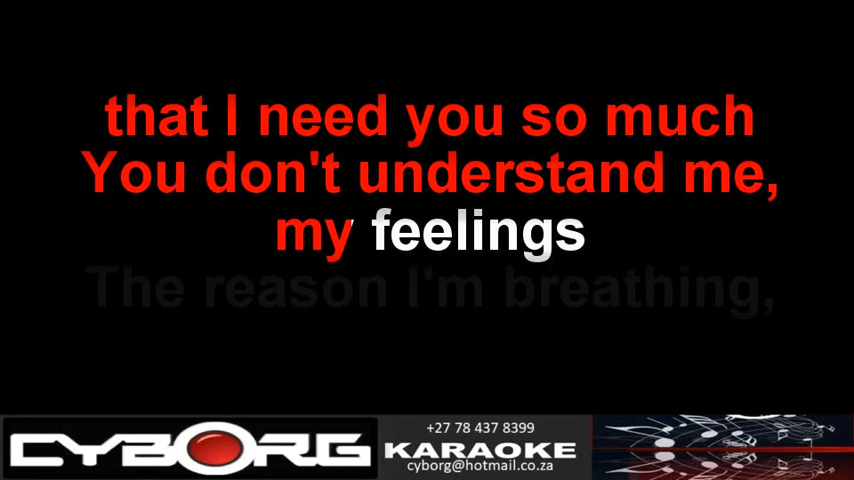 that I need you so much
You don't understand me,
my feelings
The reason I'm breathing,
CYBORG
+27 78 437 8399
KARAOKE
cyborg@hotmail.co.za